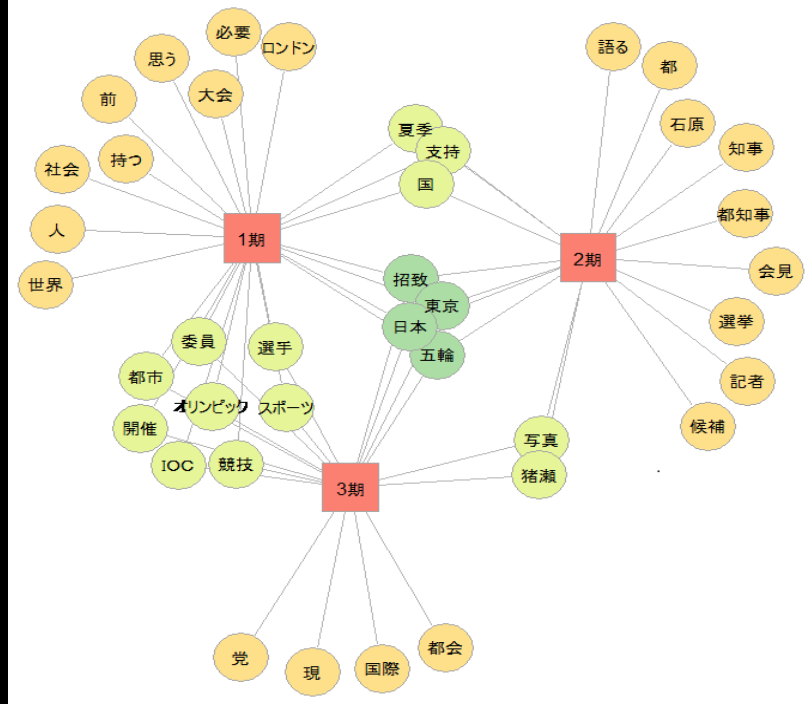 必要
ロンドン
思う
大会
前
持つ
社会
人
世界
1期
夏季
支持
国
語る
都
石原
知事
都知事
会見
選挙
記者
候補
2期
招致
東京
日本
五輪
委員
選手
都市
オリンピック
スポーツ
開催
IOC
競技
写真
猪瀬
3期
党
現
国際
都会